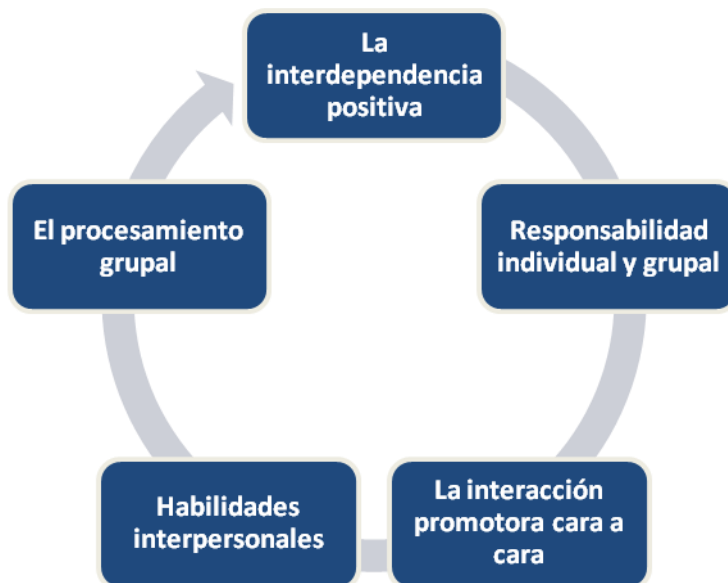 La
interdependencia
positiva
Responsabilidad
individual y grupal
La interacción
promotora cara a
cara
Habilidades
interpersonales
El procesamiento
grupal